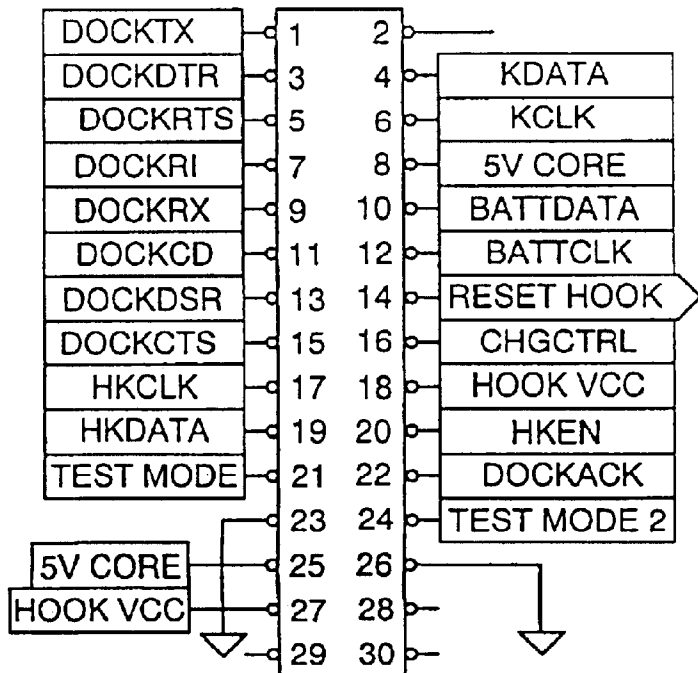 DOCKTX 1 2
DOCKDTR 3 4 KDATA
DOCKRTS 5 6 KCLK
DOCKRI 7 8 5V CORE
DOCKRX 9 10 BATTDATA
DOCKCD 11 12 BATTCLK
DOCKDSR 13 14 RESET HOOK
DOCKCTS 15 16 CHGCTRL
HKCLK 17 18 HOOK VCC
HKDATA 19 20 HKEN
TEST MODE 21 22 DOCKACK
23 24 TEST MODE 2
5V CORE 25 26
HOOK VCC 27 28
29 30